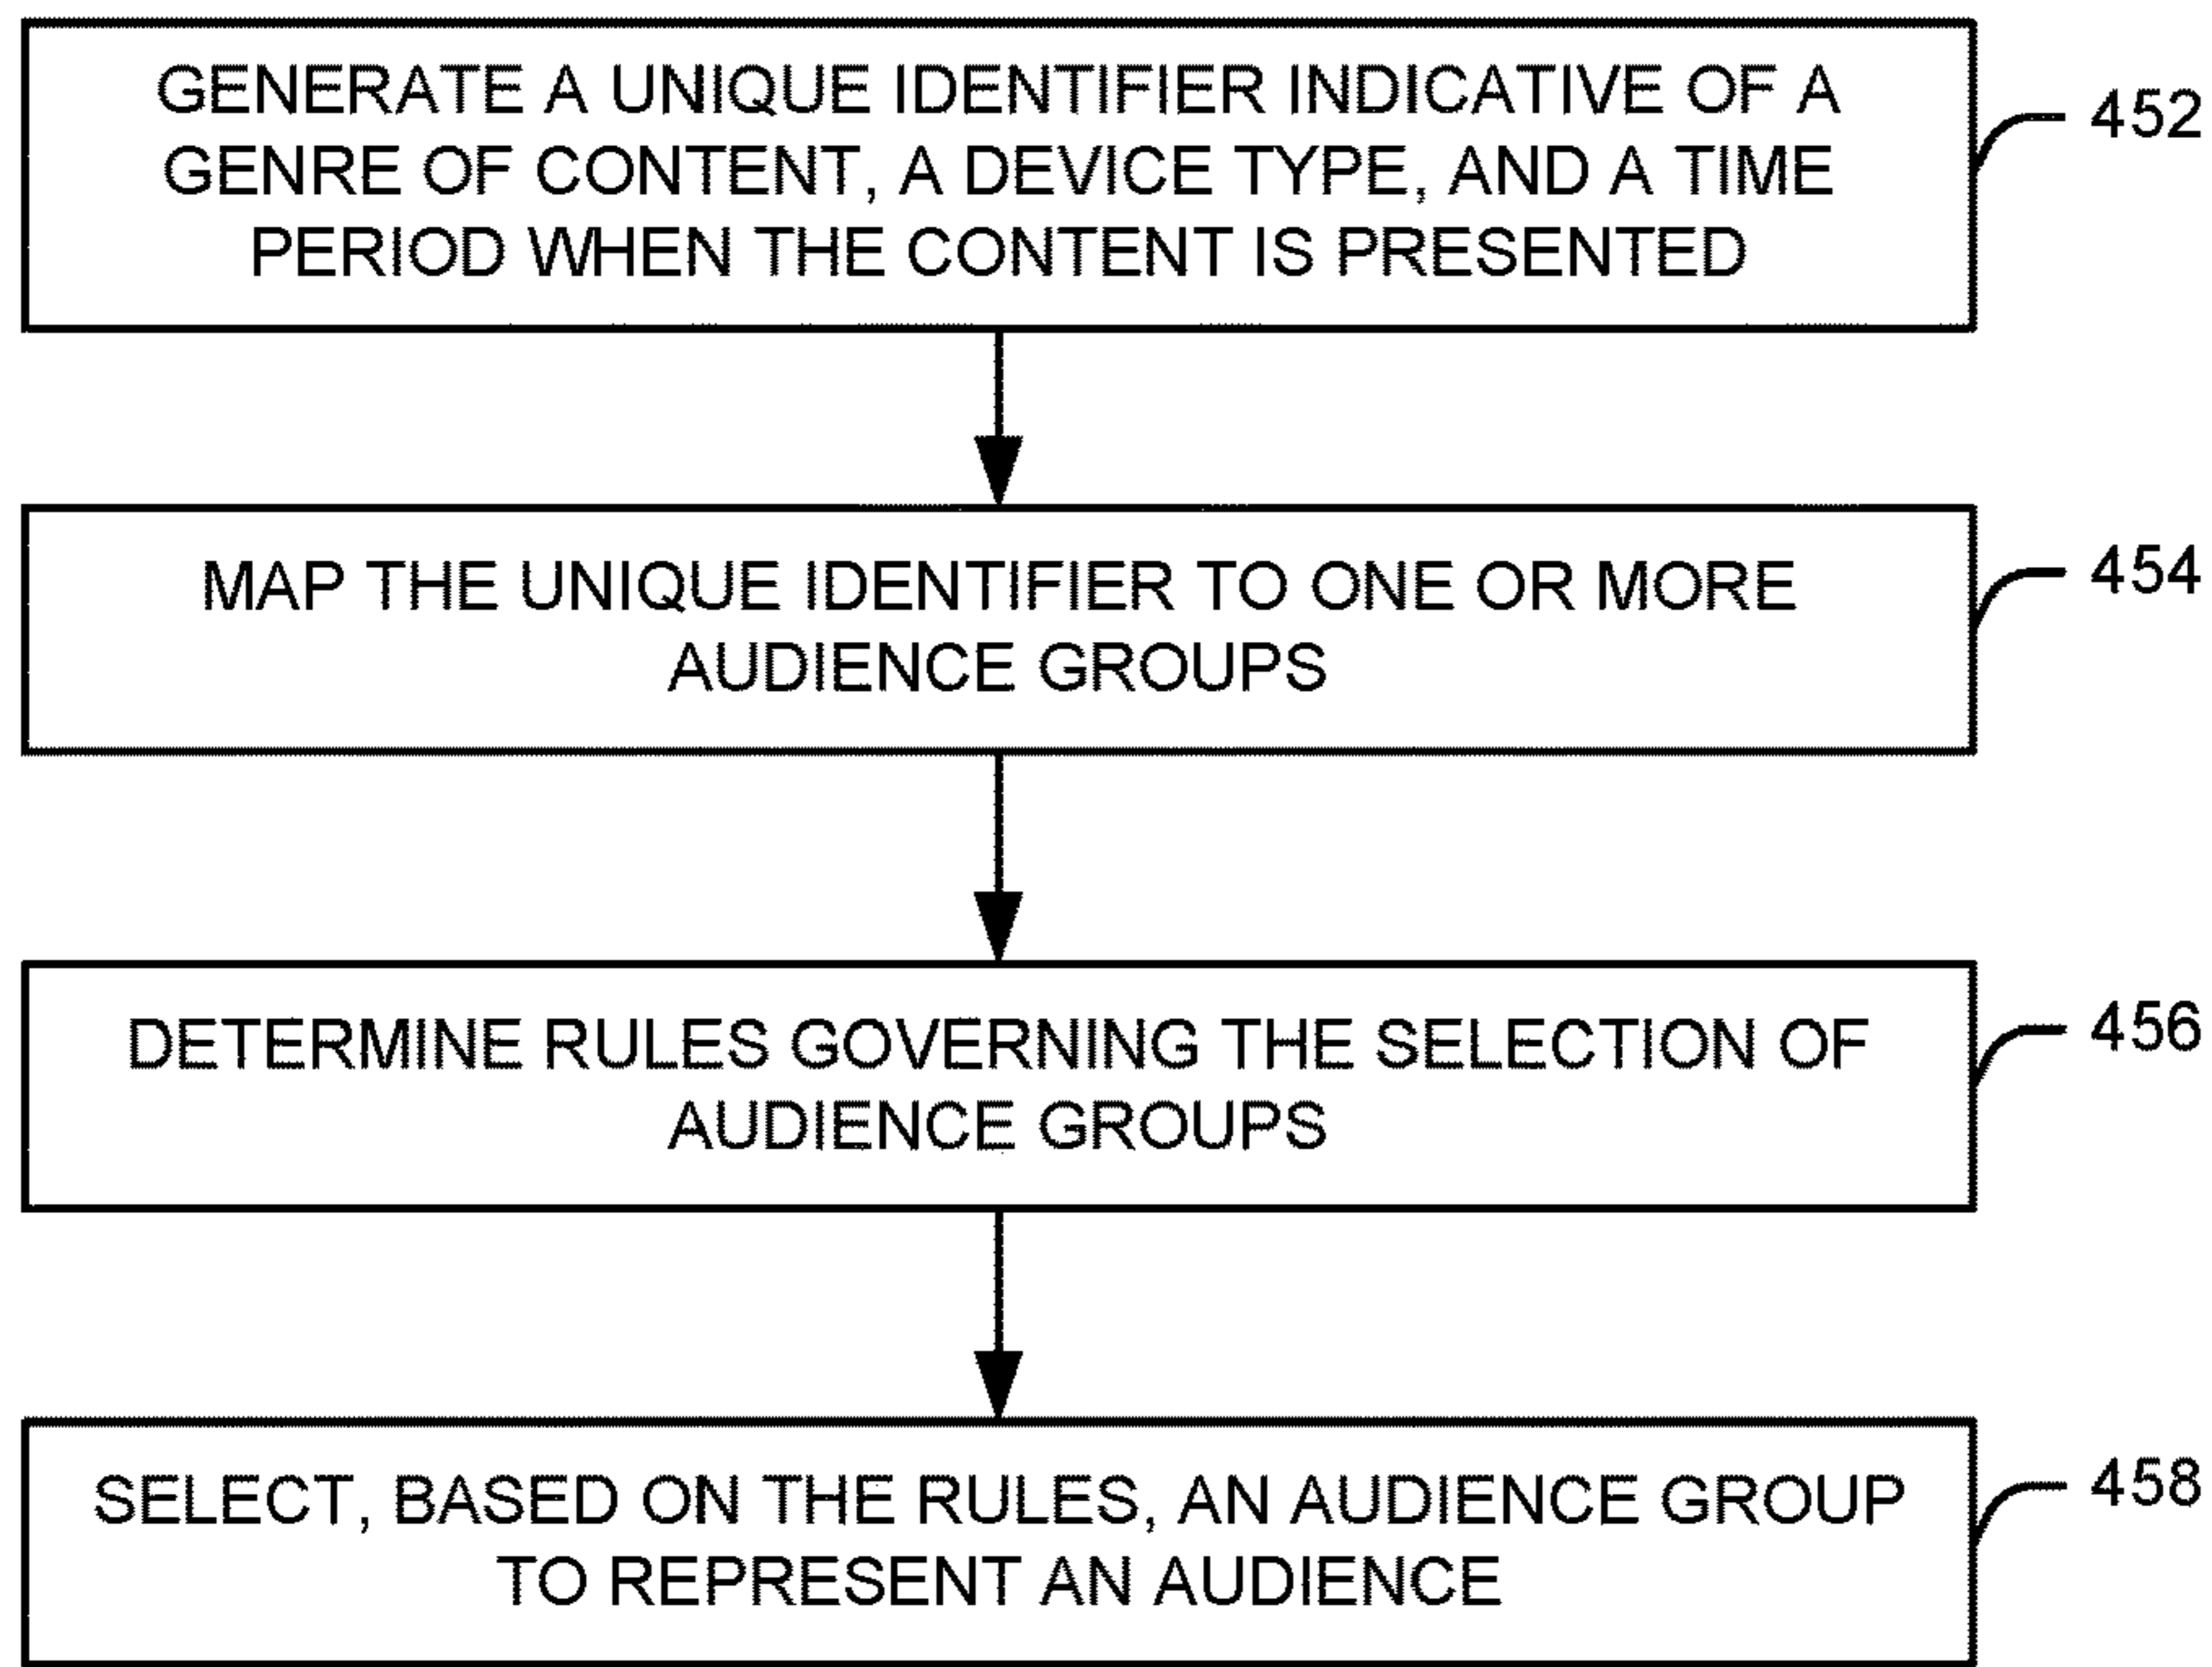 GENERATE A UNIQUE IDENTIFIER INDICATIVE OF A
GENRE OF CONTENT, A DEVICE TYPE, AND A TIME
PERIOD WHEN THE CONTENT IS PRESENTED
452
MAP THE UNIQUE IDENTIFIER TO ONE OR MORE
AUDIENCE GROUPS
454
DETERMINE RULES GOVERNING THE SELECTION OF
AUDIENCE GROUPS
456
SELECT, BASED ON THE RULES, AN AUDIENCE GROUP
TO REPRESENT AN AUDIENCE
458